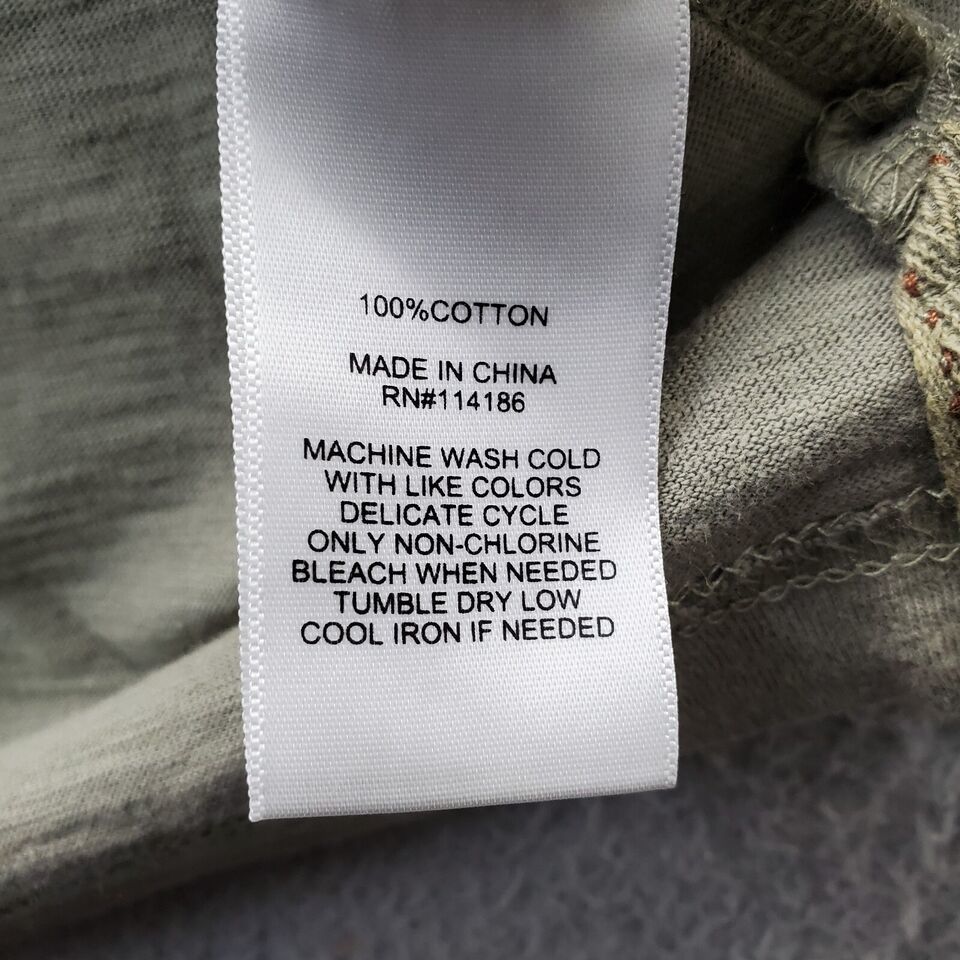 100%COTTON
MADE IN CHINA
RN#114186
MACHINE WASH COLD
WITH LIKE COLORS
DELICATE CYCLE
ONLY NON-CHLORINE
BLEACH WHEN NEEDED
TUMBLE DRY LOW
COOL IRON IF NEEDED